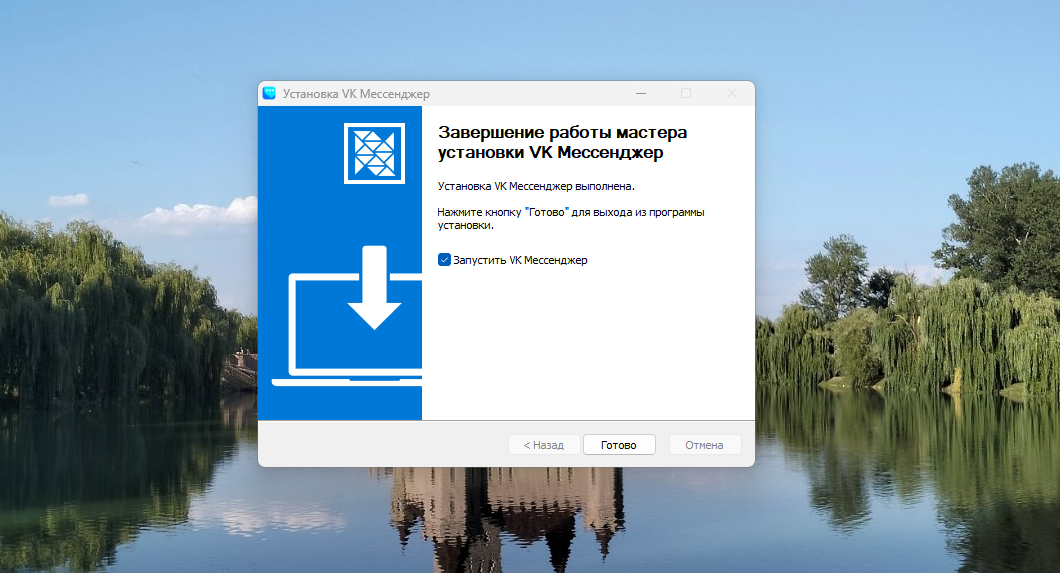 Установка VK Мессенджер
Завершение работы мастера
установки VK Мессенджер
Установка VK Мессенджер выполнена.
Нажмите кнопку "Готово" для выхода из программы
установки.
Запустить VK Мессенджер
< Назад
Готово
Отмена